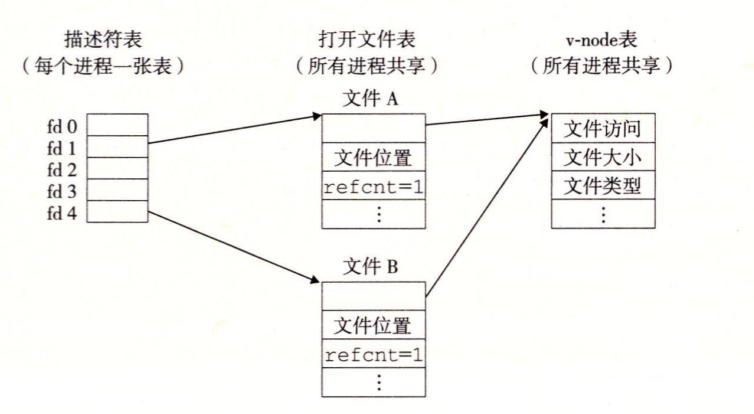 描述符表
（每个进程一张表）
打开文件表
（所有进程共享）
v-node表
（所有进程共享）
fd 0
fd 1
fd 2
fd 3
fd 4
文件 A
文件位置
refcnt=1
⋮
文件 B
文件位置
refcnt=1
⋮
文件访问
文件大小
文件类型
⋮